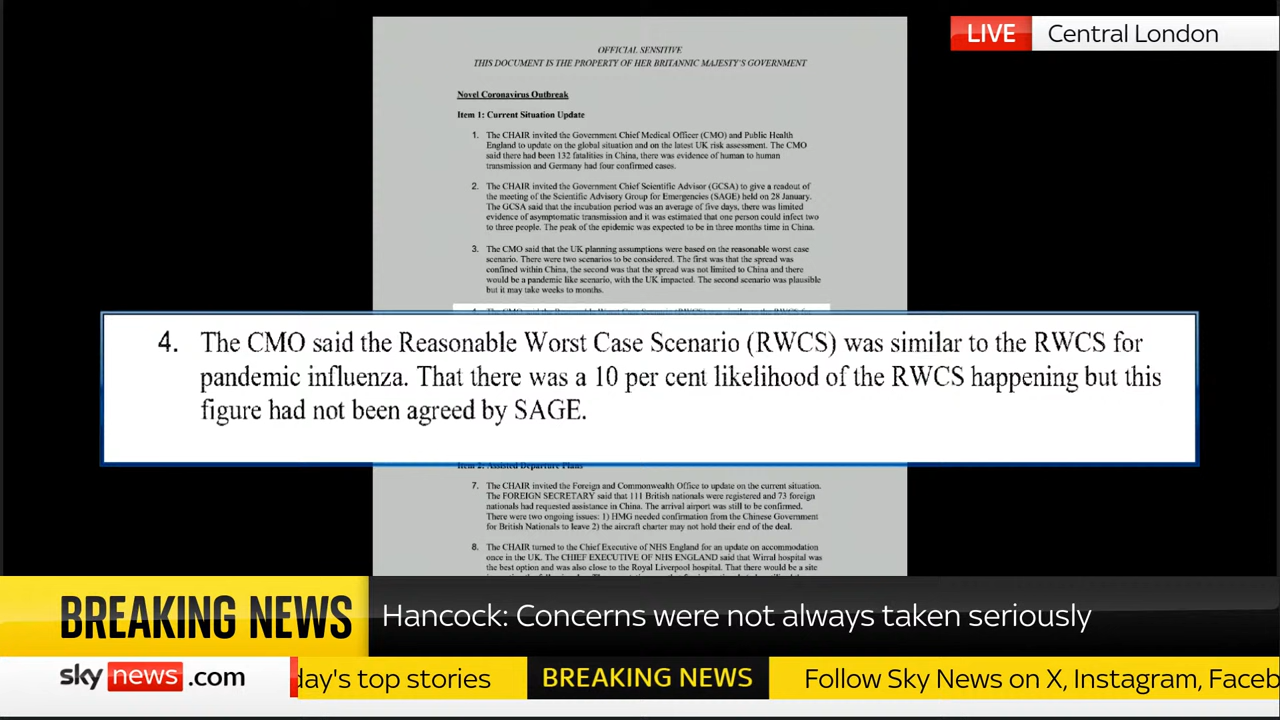 LIVE Central London
OFFICIAL SENSITIVE
THIS DOCUMENT IS THE PROPERTY OF HER BRITANNIC MAJESTY'S GOVERNMENT
Novel Coronavirus Outbreak
Item 1: Current Situation Update
1. The CHAIR invited the Government Chief Medical Officer (CMO) and Public Health
England to update on the global situation and on the latest UK risk assessment. The CMO
said there had been 132 fatalities in China, there was evidence of human to human
transmission and Germany had four confirmed cases.
2. The CHAIR invited the Government Chief Scientific Advisor (GCSA) to give a readout of
the meeting of the Scientific Advisory Group for Emergencies (SAGE) held on 28 January.
The GCSA said that the incubation period was an average of five days, there was limited
evidence of asymptomatic transmission and it was estimated that one person could infect two
to three people. The peak of the epidemic was expected to be in three months time in China.
3. The CMO said that the UK planning assumptions were based on the reasonable worst case
scenario. There were two scenarios to be considered. The first was that the spread was
confined within China, the second was that the spread was not limited to China and there
would be a pandemic like scenario, with the UK impacted. The second scenario was plausible
but it may take weeks to months.
4. The CMO said the Reasonable Worst Case Scenario (RWCS) was similar to the RWCS for
pandemic influenza. That there was a 10 per cent likelihood of the RWCS happening but this
figure had not been agreed by SAGE.
Item 2: Assisted Departure Plans
7. The CHAIR invited the Foreign and Commonwealth Office to update on the current situation.
The FOREIGN SECRETARY said that 111 British nationals were registered and 73 foreign
nationals had requested assistance in China. The arrival airport was still to be confirmed.
There were two ongoing issues: 1) HMG needed confirmation from the Chinese Government
for British Nationals to leave 2) the aircraft charter may not hold their end of the deal.
8. The CHAIR turned to the Chief Executive of NHS England for an update on accommodation
once in the UK. The CHIEF EXECUTIVE OF NHS ENGLAND said that Wirral hospital was
the best option and was also close to the Royal Liverpool hospital. That there would be a site
BREAKING NEWS Hancock: Concerns were not always taken seriously
sky news .com day's top stories BREAKING NEWS Follow Sky News on X, Instagram, Faceb